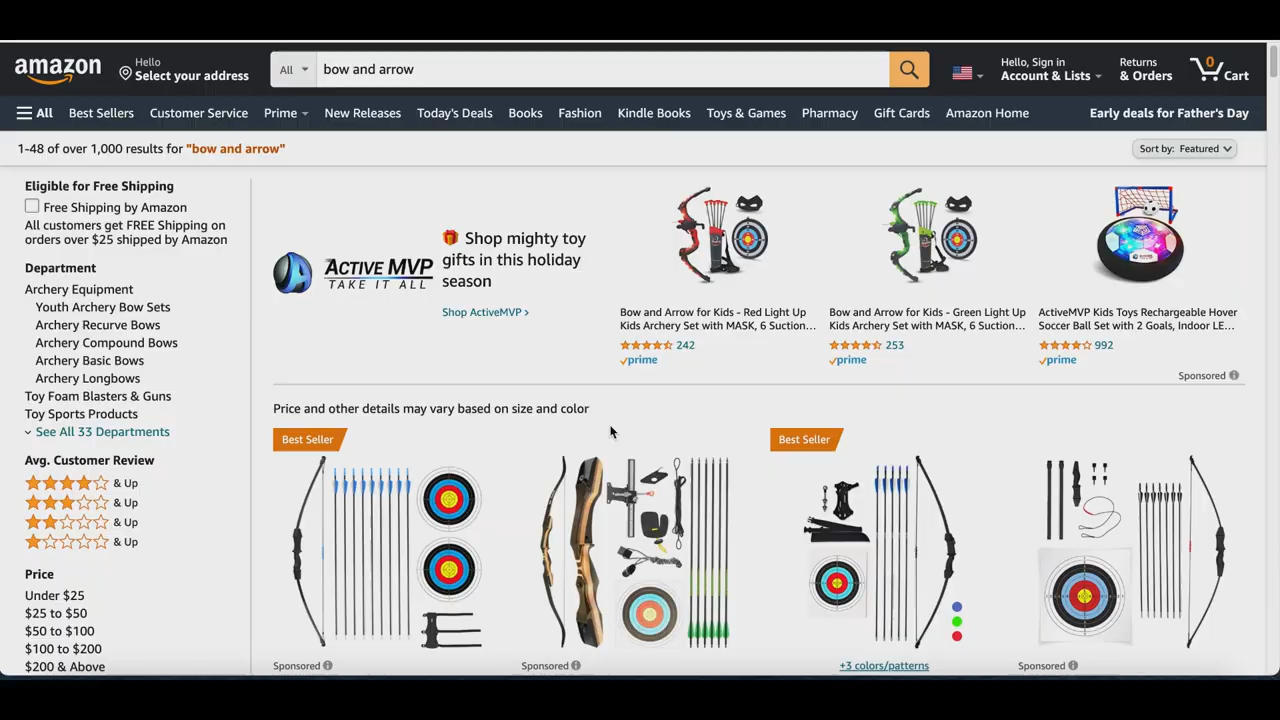 amazon
Hello
Select your address
All
bow and arrow
Hello, Sign in
Account & Lists
Returns
& Orders
0
Cart
All
Best Sellers
Customer Service
Prime
New Releases
Today's Deals
Books
Fashion
Kindle Books
Toys & Games
Pharmacy
Gift Cards
Amazon Home
Early deals for Father's Day
1-48 of over 1,000 results for "bow and arrow"
Sort by: Featured
Eligible for Free Shipping
Free Shipping by Amazon
All customers get FREE Shipping on
orders over $25 shipped by Amazon
Department
Archery Equipment
Youth Archery Bow Sets
Archery Recurve Bows
Archery Compound Bows
Archery Basic Bows
Archery Longbows
Toy Foam Blasters & Guns
Toy Sports Products
See All 33 Departments
Avg. Customer Review
& Up
& Up
& Up
& Up
Price
Under $25
$25 to $50
$50 to $100
$100 to $200
$200 & Above
ACTIVE MVP
TAKE IT ALL
Shop mighty toy
gifts in this holiday
season
Shop ActiveMVP ›
Bow and Arrow for Kids - Red Light Up
Kids Archery Set with MASK, 6 Suction...
242
prime
Bow and Arrow for Kids - Green Light Up
Kids Archery Set with MASK, 6 Suction...
253
prime
ActiveMVP Kids Toys Rechargeable Hover
Soccer Ball Set with 2 Goals, Indoor LE...
992
prime
Sponsored
Price and other details may vary based on size and color
Best Seller
Best Seller
Sponsored
Sponsored
+3 colors/patterns
Sponsored